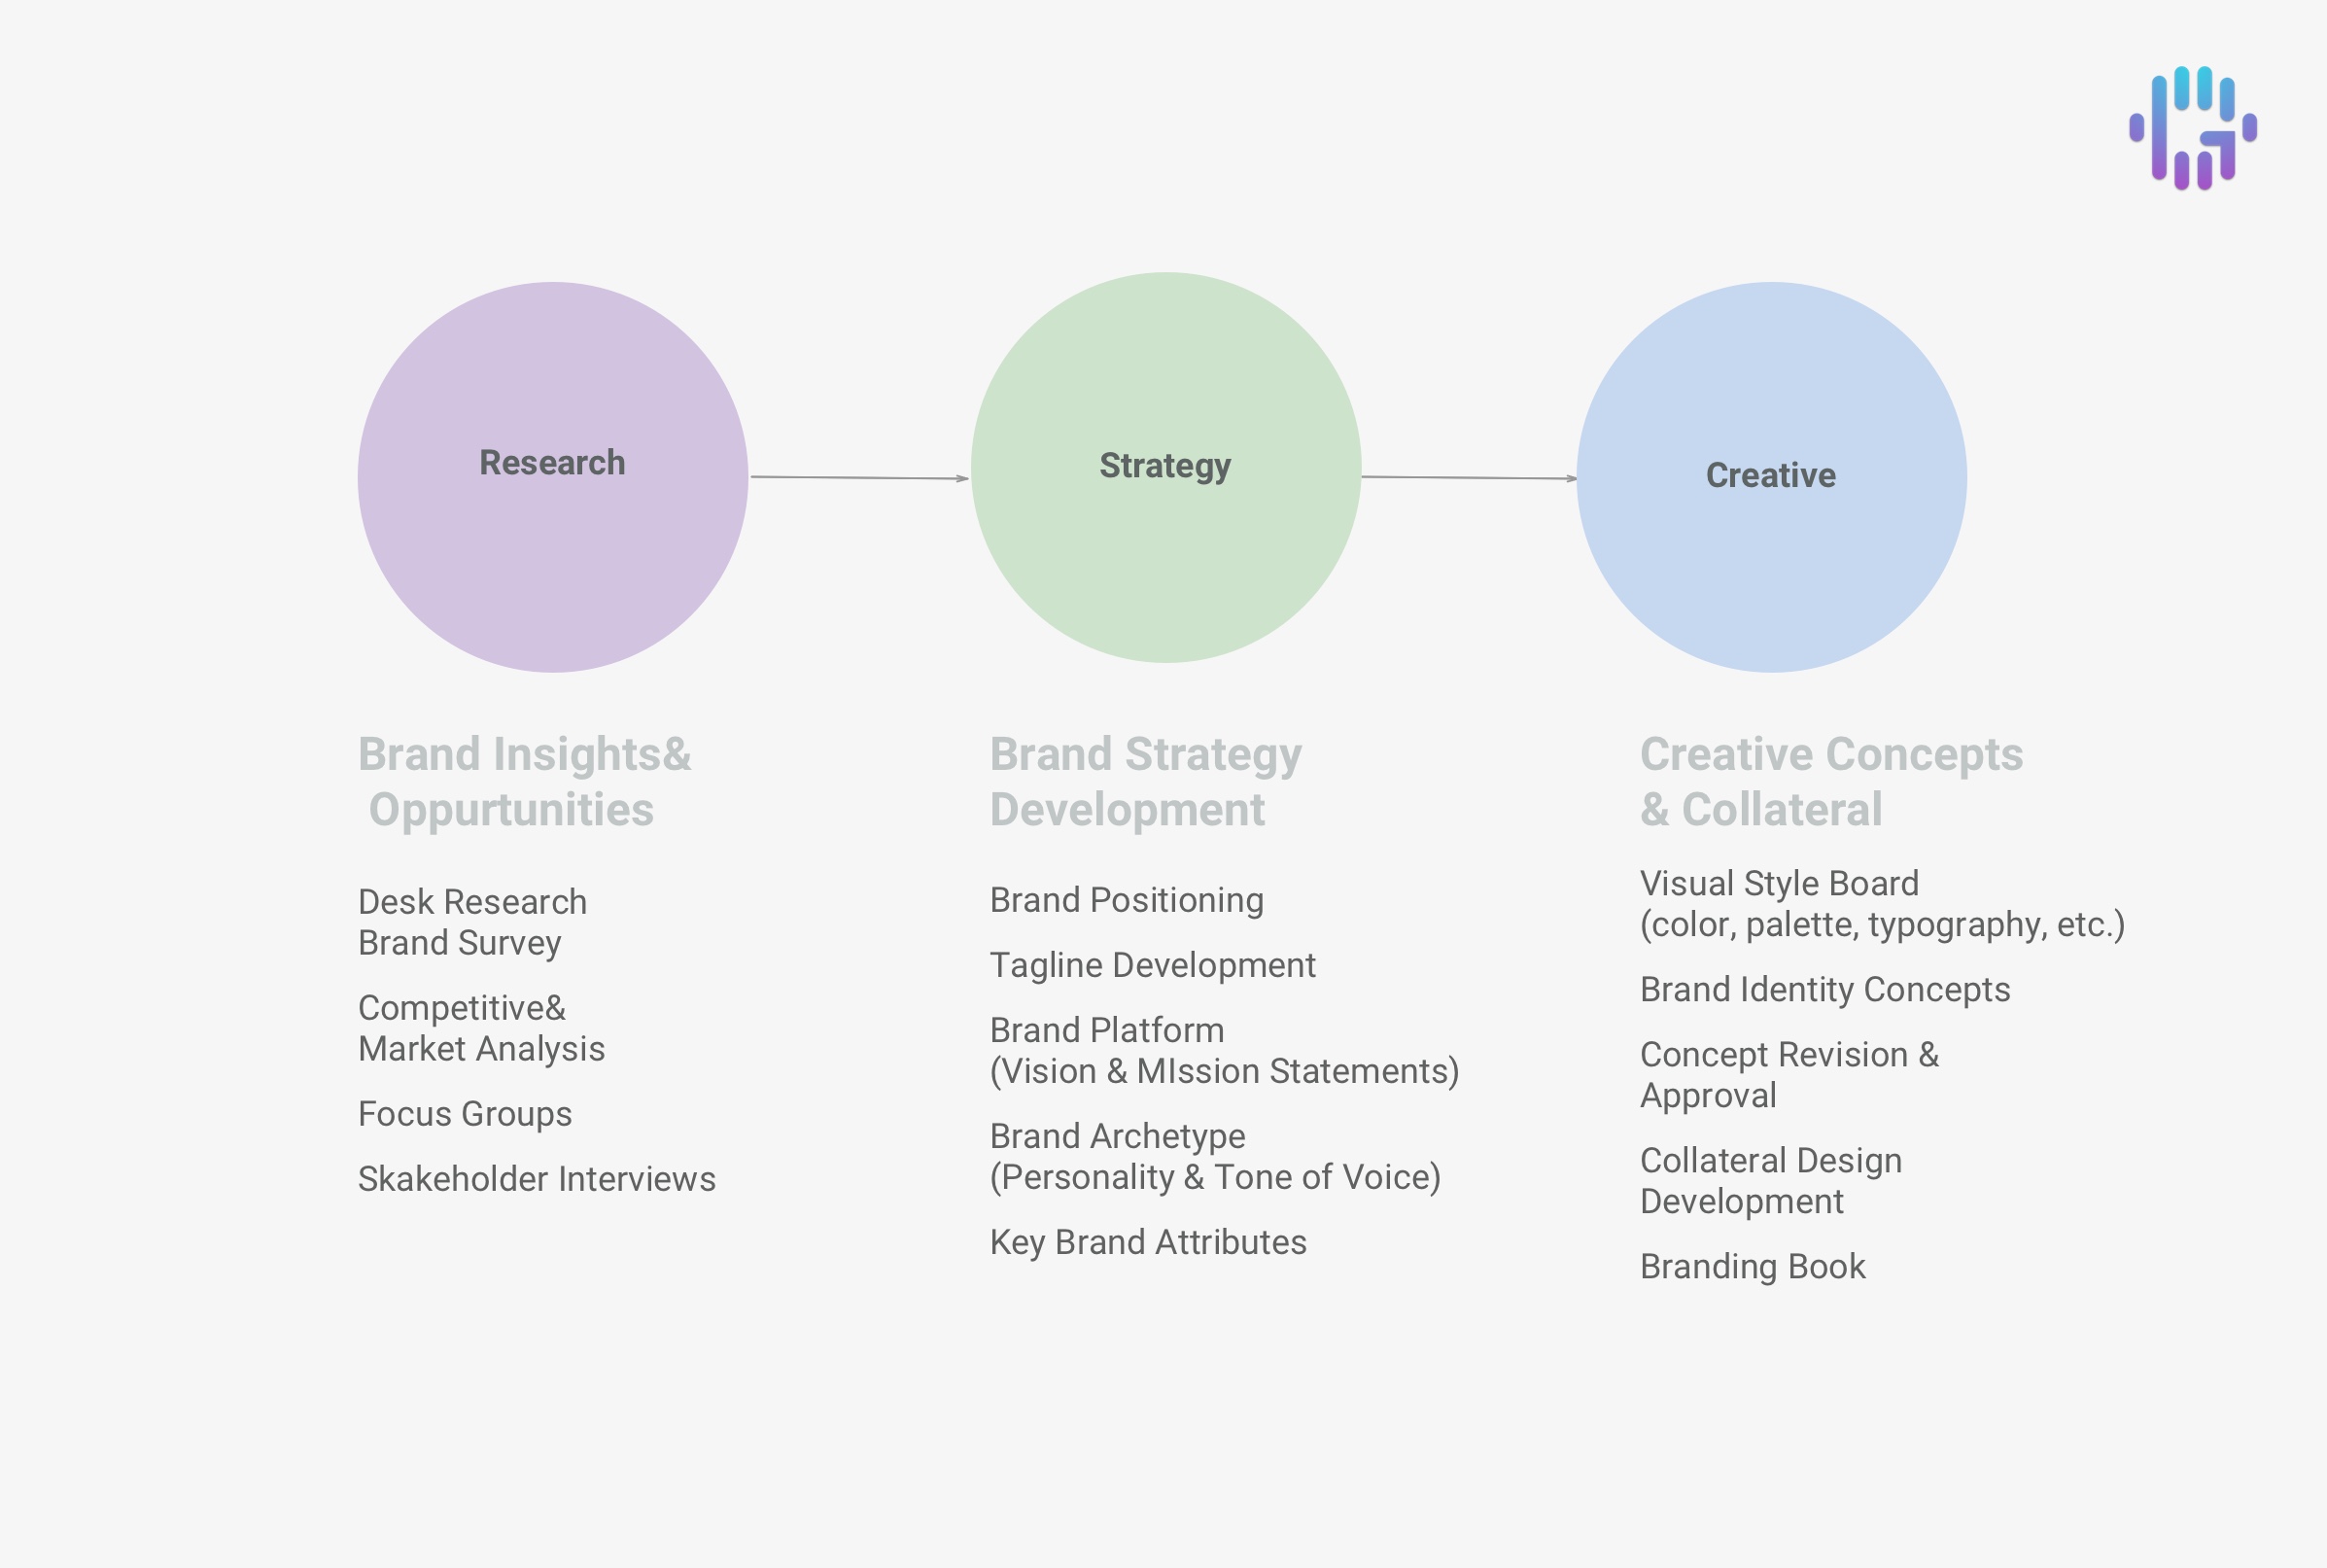 Research
Strategy
Creative
Brand Insights&
Oppurtunities
Desk Research
Brand Survey
Competitive&
Market Analysis
Focus Groups
Skakeholder Interviews
Brand Strategy
Development
Brand Positioning
Tagline Development
Brand Platform
(Vision & MIssion Statements)
Brand Archetype
(Personality & Tone of Voice)
Key Brand Attributes
Creative Concepts
& Collateral
Visual Style Board
(color, palette, typography, etc.)
Brand Identity Concepts
Concept Revision &
Approval
Collateral Design
Development
Branding Book